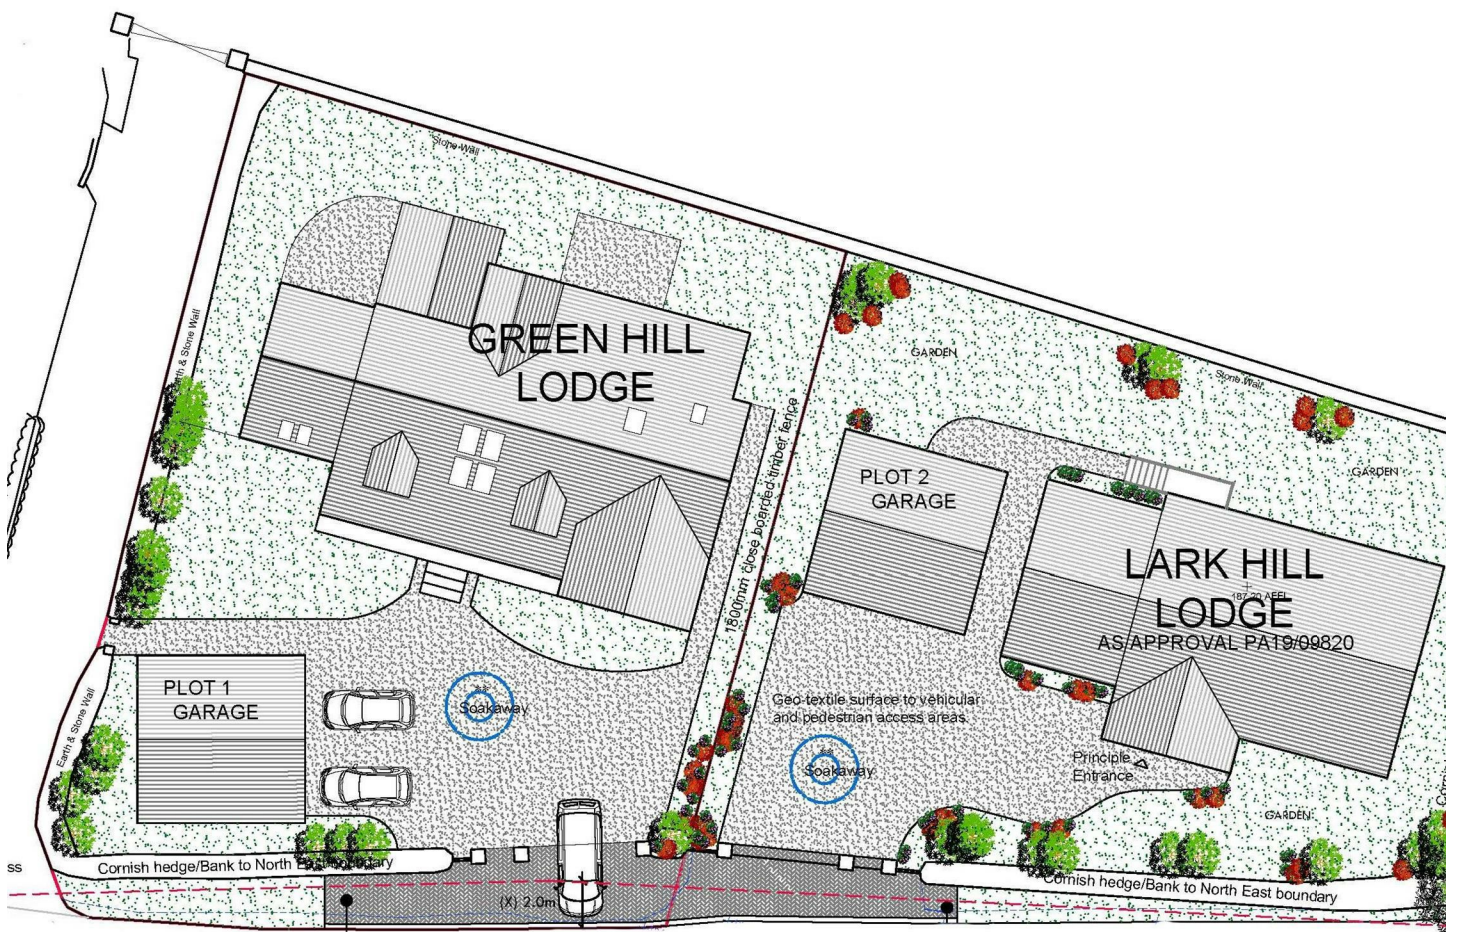 Stone Wall
Earth & Stone Wall
GREEN HILL
LODGE
GARDEN
Stone Wall
GARDEN
1800mm close boarded timber fence
PLOT 2
GARAGE
LARK HILL
187.20 AFFL
LODGE
AS APPROVAL PA19/09820
PLOT 1
GARAGE
Earth & Stone Wall
Soakaway
Geo-textile surface to vehicular
and pedestrian access areas.
Soakaway
Principle
Entrance
GARDEN
ss
Cornish hedge/Bank to North East boundary
Cornish hedge/Bank to North East boundary
(X) 2.0m